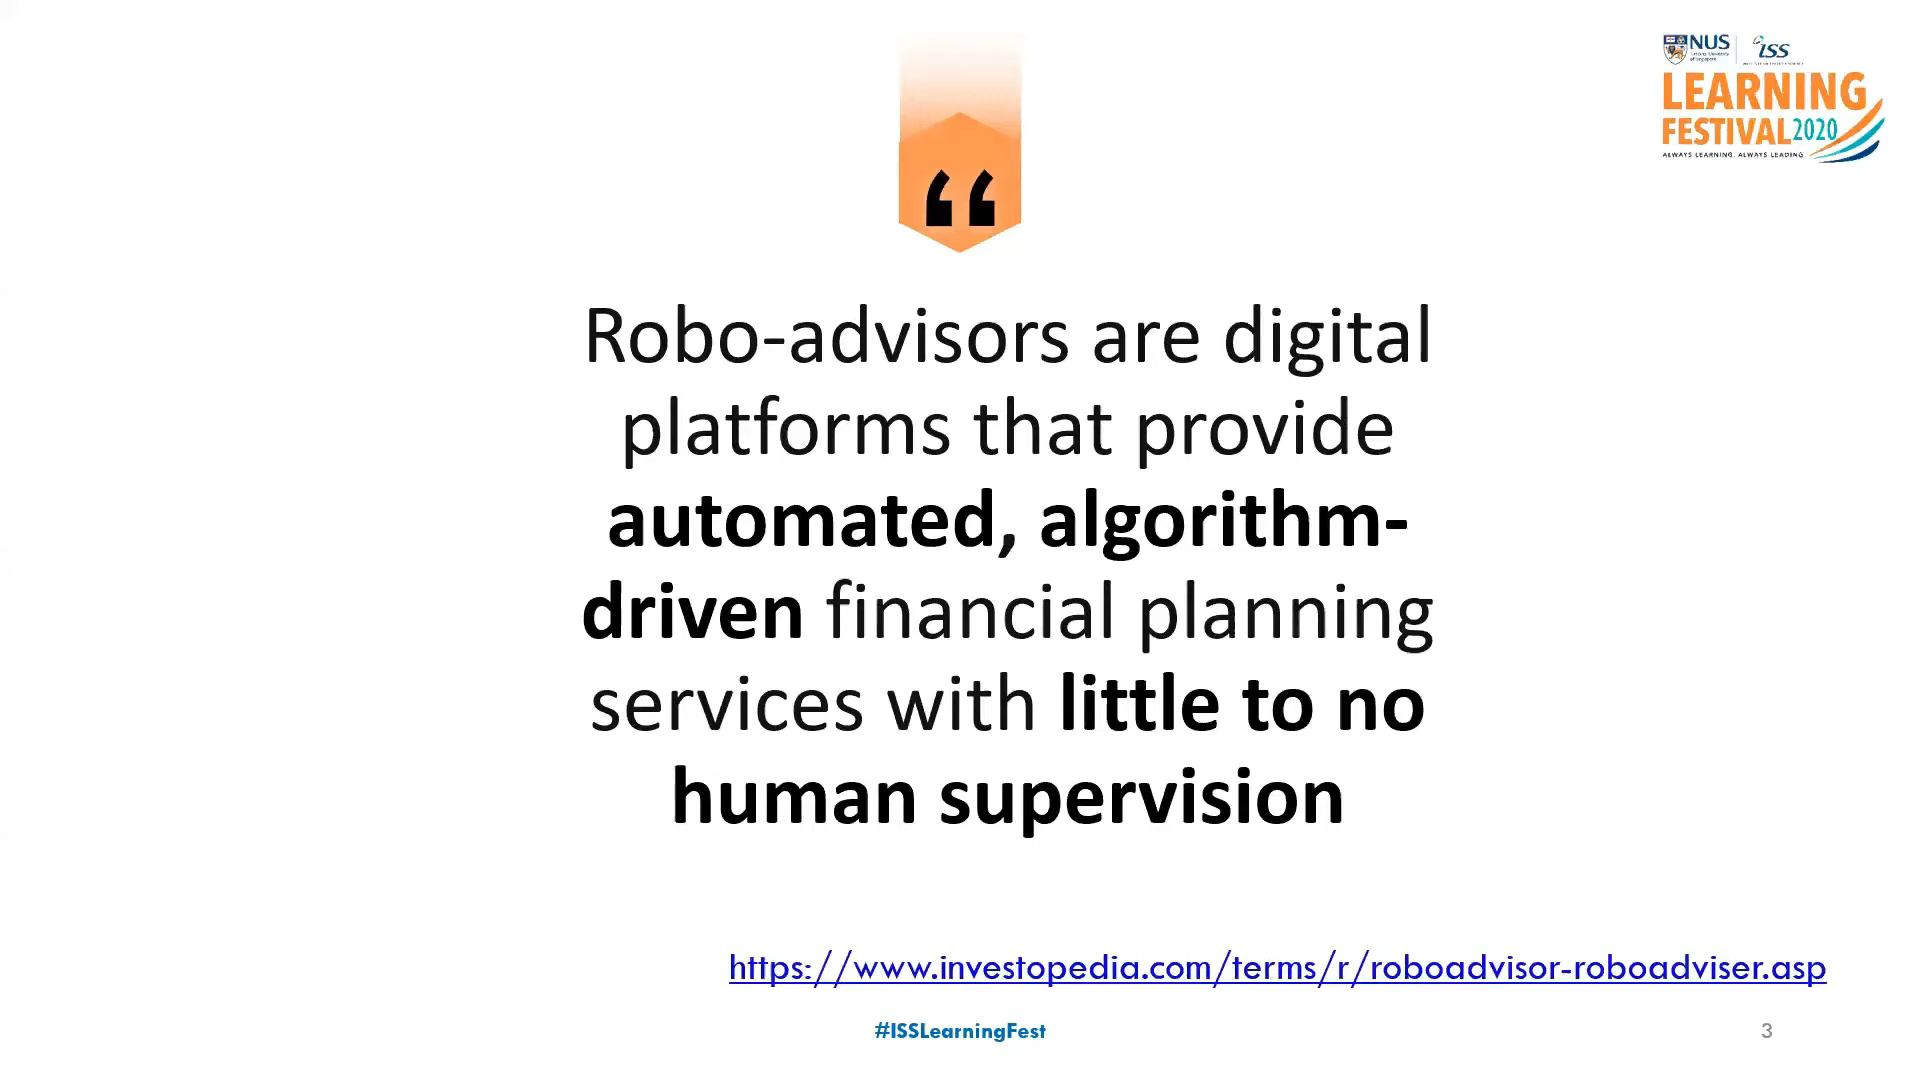 NUS
ISS
LEARNING
FESTIVAL2020
ALWAYS LEARNING. ALWAYS LEADING
“
Robo-advisors are digital
platforms that provide
automated, algorithm-
driven financial planning
services with little to no
human supervision
https://www.investopedia.com/terms/r/roboadvisor-roboadviser.asp
#ISSLearningFest
3